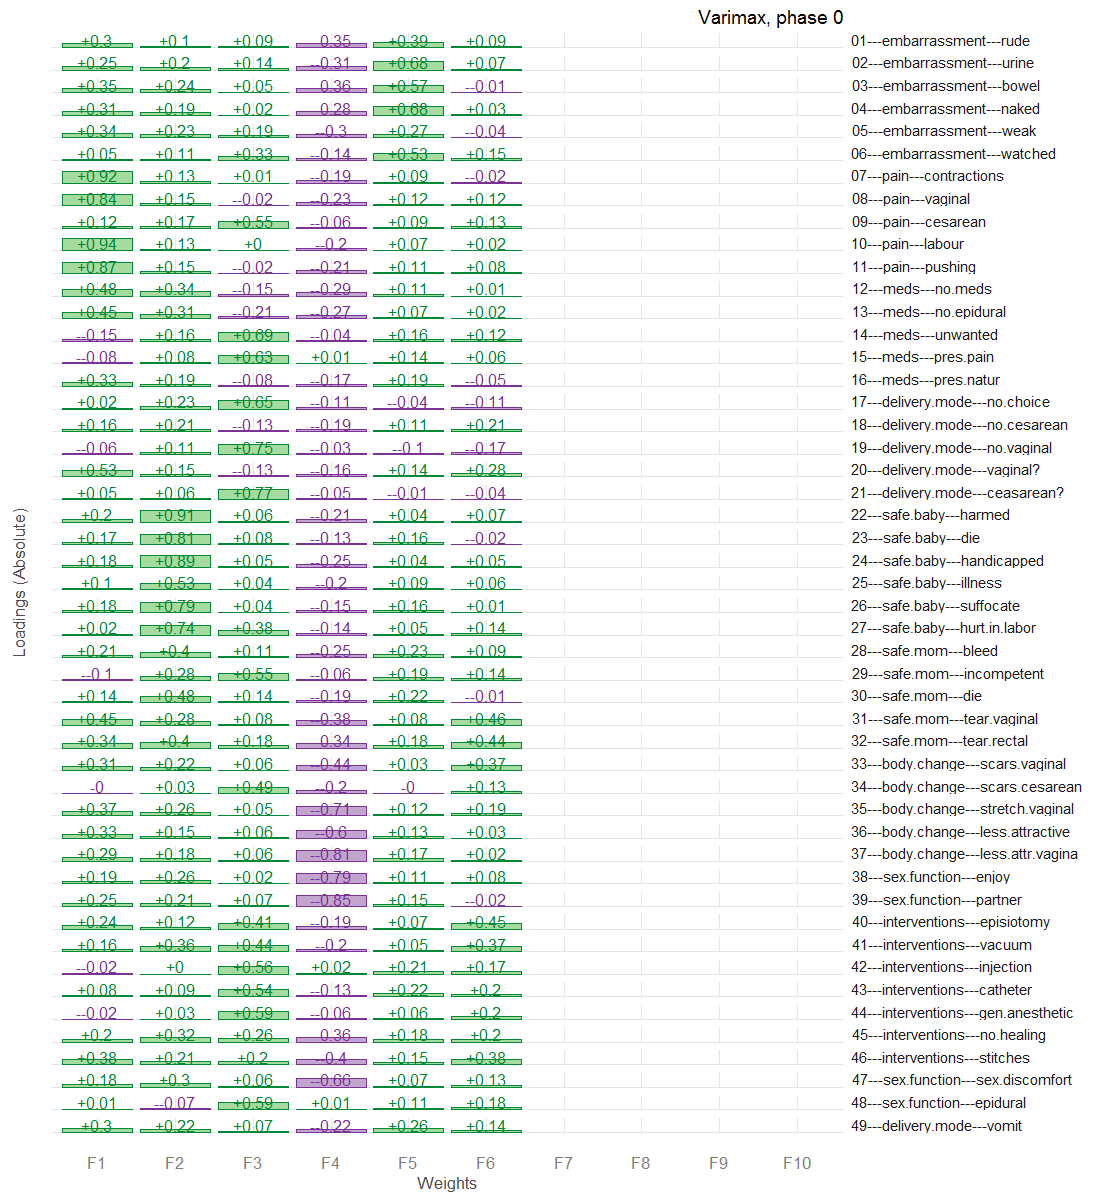 Varimax, phase 0
+0.3 +0.1 +0.09 --0.35 +0.39 +0.09 01---embarrassment---rude
+0.25 +0.2 +0.14 --0.31 +0.68 +0.07 02---embarrassment---urine
+0.35 +0.24 +0.05 --0.36 +0.57 --0.01 03---embarrassment---bowel
+0.31 +0.19 +0.02 --0.28 +0.68 +0.03 04---embarrassment---naked
+0.34 +0.23 +0.19 --0.3 +0.27 --0.04 05---embarrassment---weak
+0.05 +0.11 +0.33 --0.14 +0.53 +0.15 06---embarrassment---watched
+0.92 +0.13 +0.01 --0.19 +0.09 --0.02 07---pain---contractions
+0.84 +0.15 --0.02 --0.23 +0.12 +0.12 08---pain---vaginal
+0.12 +0.17 +0.55 --0.06 +0.09 +0.13 09---pain---cesarean
+0.94 +0.13 +0 --0.2 +0.07 +0.02 10---pain---labour
+0.87 +0.15 --0.02 --0.21 +0.11 +0.08 11---pain---pushing
+0.48 +0.34 --0.15 --0.29 +0.11 +0.01 12---meds---no.meds
+0.45 +0.31 --0.21 --0.27 +0.07 +0.02 13---meds---no.epidural
--0.15 +0.16 +0.69 --0.04 +0.16 +0.12 14---meds---unwanted
--0.08 +0.08 +0.63 +0.01 +0.14 +0.06 15---meds---pres.pain
+0.33 +0.19 --0.08 --0.17 +0.19 --0.05 16---meds---pres.natur
+0.02 +0.23 +0.65 --0.11 --0.04 --0.11 17---delivery.mode---no.choice
+0.16 +0.21 --0.13 --0.19 +0.11 +0.21 18---delivery.mode---no.cesarean
--0.06 +0.11 +0.75 --0.03 --0.1 --0.17 19---delivery.mode---no.vaginal
+0.53 +0.15 --0.13 --0.16 +0.14 +0.28 20---delivery.mode---vaginal?
+0.05 +0.06 +0.77 --0.05 --0.01 --0.04 21---delivery.mode---ceasarean?
+0.2 +0.91 +0.06 --0.21 +0.04 +0.07 22---safe.baby---harmed
+0.17 +0.81 +0.08 --0.13 +0.16 --0.02 23---safe.baby---die
+0.18 +0.89 +0.05 --0.25 +0.04 +0.05 24---safe.baby---handicapped
+0.1 +0.53 +0.04 --0.2 +0.09 +0.06 25---safe.baby---illness
+0.18 +0.79 +0.04 --0.15 +0.16 +0.01 26---safe.baby---suffocate
+0.02 +0.74 +0.38 --0.14 +0.05 +0.14 27---safe.baby---hurt.in.labor
+0.21 +0.4 +0.11 --0.25 +0.23 +0.09 28---safe.mom---bleed
--0.1 +0.28 +0.55 --0.06 +0.19 +0.14 29---safe.mom---incompetent
+0.14 +0.48 +0.14 --0.19 +0.22 --0.01 30---safe.mom---die
+0.45 +0.28 +0.08 --0.38 +0.08 +0.46 31---safe.mom---tear.vaginal
+0.34 +0.4 +0.18 --0.34 +0.18 +0.44 32---safe.mom---tear.rectal
+0.31 +0.22 +0.06 --0.44 +0.03 +0.37 33---body.change---scars.vaginal
-0 +0.03 +0.49 --0.2 -0 +0.13 34---body.change---scars.cesarean
+0.37 +0.26 +0.05 --0.71 +0.12 +0.19 35---body.change---stretch.vaginal
+0.33 +0.15 +0.06 --0.6 +0.13 +0.03 36---body.change---less.attractive
+0.29 +0.18 +0.06 --0.81 +0.17 +0.02 37---body.change---less.attr.vagina
+0.19 +0.26 +0.02 --0.79 +0.11 +0.08 38---sex.function---enjoy
+0.25 +0.21 +0.07 --0.85 +0.15 --0.02 39---sex.function---partner
+0.24 +0.12 +0.41 --0.19 +0.07 +0.45 40---interventions---episiotomy
+0.16 +0.36 +0.44 --0.2 +0.05 +0.37 41---interventions---vacuum
--0.02 +0 +0.56 +0.02 +0.21 +0.17 42---interventions---injection
+0.08 +0.09 +0.54 --0.13 +0.22 +0.2 43---interventions---catheter
--0.02 +0.03 +0.59 --0.06 +0.06 +0.2 44---interventions---gen.anesthetic
+0.2 +0.32 +0.26 --0.36 +0.18 +0.2 45---interventions---no.healing
+0.38 +0.21 +0.2 --0.4 +0.15 +0.38 46---interventions---stitches
+0.18 +0.3 +0.06 --0.66 +0.07 +0.13 47---sex.function---sex.discomfort
+0.01 --0.07 +0.59 +0.01 +0.11 +0.18 48---sex.function---epidural
+0.3 +0.22 +0.07 --0.22 +0.26 +0.14 49---delivery.mode---vomit
Loadings (Absolute)
F1 F2 F3 F4 F5 F6 F7 F8 F9 F10
Weights